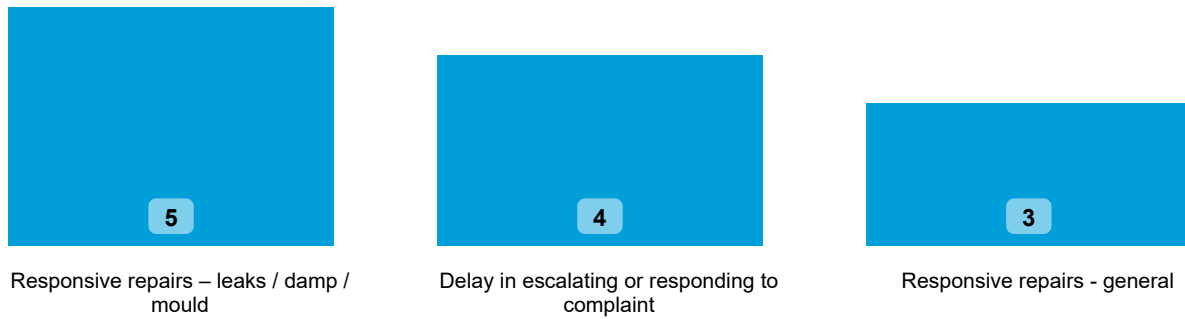 5
4
3
Responsive repairs – leaks / damp /
mould
Delay in escalating or responding to
complaint
Responsive repairs - general